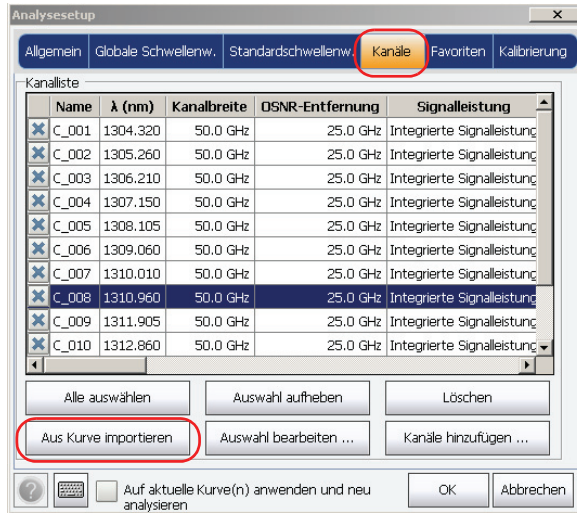 Analysesetup
Allgemein Globale Schwellenw. Standardschwellenw. Kanäle Favoriten Kalibrierung
Kanalliste
Name λ (nm) Kanalbreite OSNR-Entfernung Signalleistung
C_001 1304.320 50.0 GHz 25.0 GHz Integrierte Signalleistung
C_002 1305.260 50.0 GHz 25.0 GHz Integrierte Signalleistung
C_003 1306.210 50.0 GHz 25.0 GHz Integrierte Signalleistung
C_004 1307.150 50.0 GHz 25.0 GHz Integrierte Signalleistung
C_005 1308.105 50.0 GHz 25.0 GHz Integrierte Signalleistung
C_006 1309.060 50.0 GHz 25.0 GHz Integrierte Signalleistung
C_007 1310.010 50.0 GHz 25.0 GHz Integrierte Signalleistung
C_008 1310.960 50.0 GHz 25.0 GHz Integrierte Signalleistung
C_009 1311.905 50.0 GHz 25.0 GHz Integrierte Signalleistung
C_010 1312.860 50.0 GHz 25.0 GHz Integrierte Signalleistung
Alle auswählen Auswahl aufheben Löschen
Aus Kurve importieren Auswahl bearbeiten ... Kanäle hinzufügen ...
Auf aktuelle Kurve(n) anwenden und neu
analysieren
OK Abbrechen